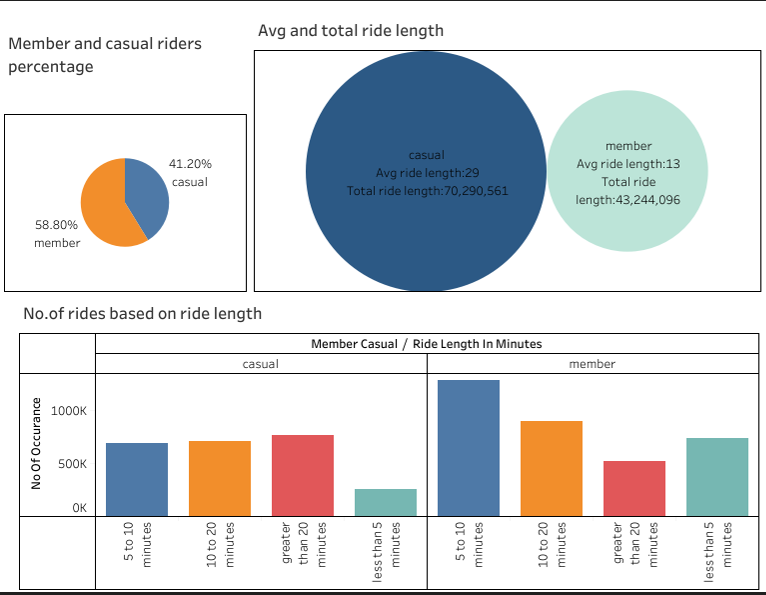 Member and casual riders
percentage
Avg and total ride length
41.20%
casual
58.80%
member
casual
Avg ride length:29
Total ride length:70,290,561
member
Avg ride length:13
Total ride
length:43,244,096
No.of rides based on ride length
Member Casual / Ride Length In Minutes
casual
member
No Of Occurance
1000K
500K
0K
5 to 10
minutes
10 to 20
minutes
greater
than 20
minutes
less than 5
minutes
5 to 10
minutes
10 to 20
minutes
greater
than 20
minutes
less than 5
minutes